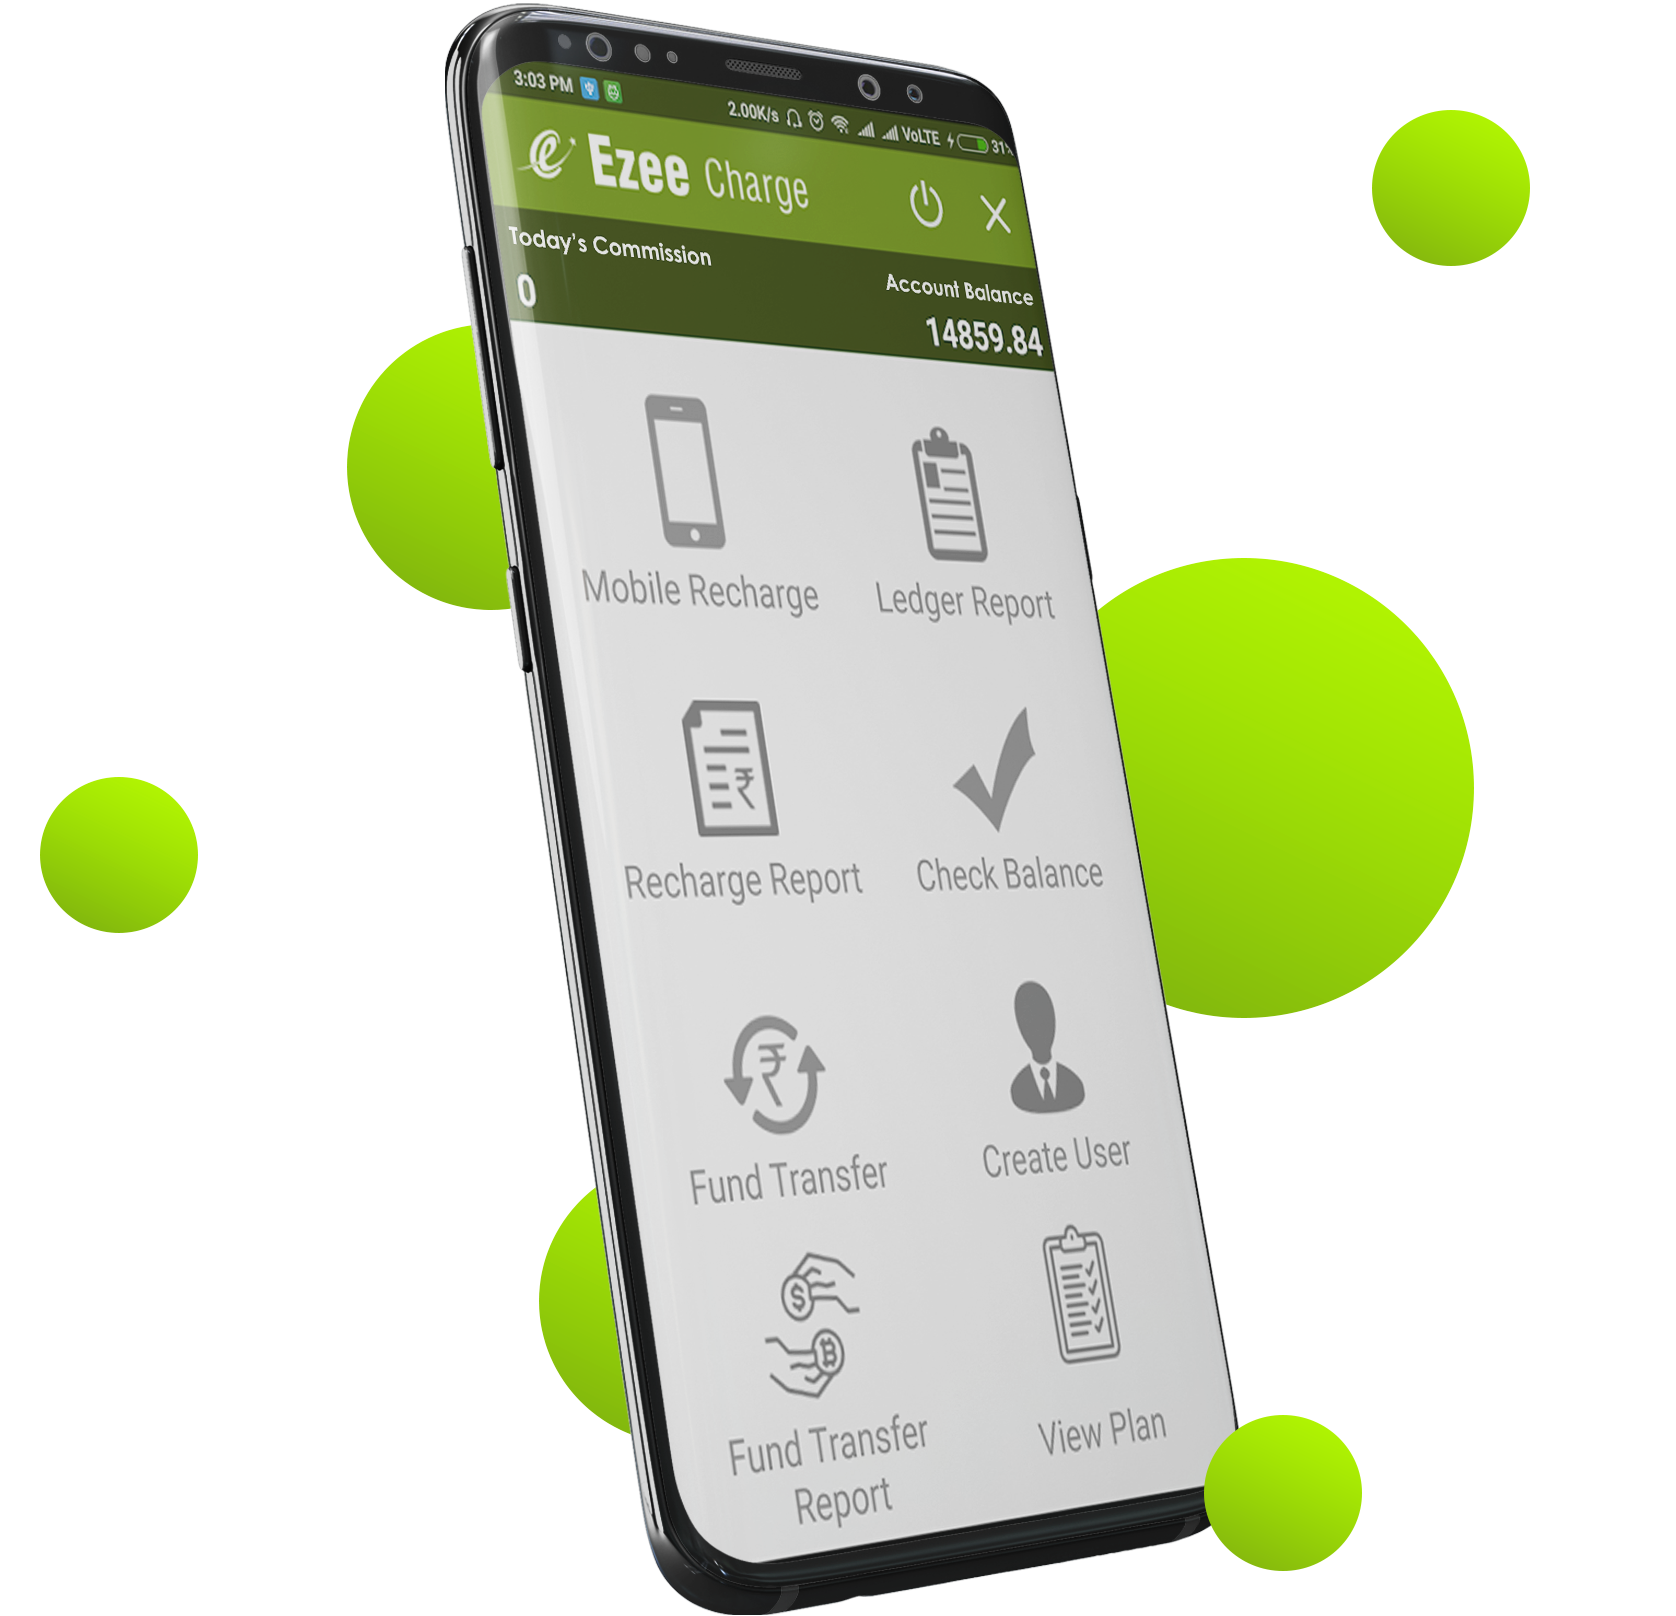 3:03 PM
2.00K/s VoLTE 31%
Ezee Charge
Today's Commission
0
Account Balance
14859.84
Mobile Recharge
Ledger Report
Recharge Report
Check Balance
Fund Transfer
Create User
Fund Transfer
Report
View Plan